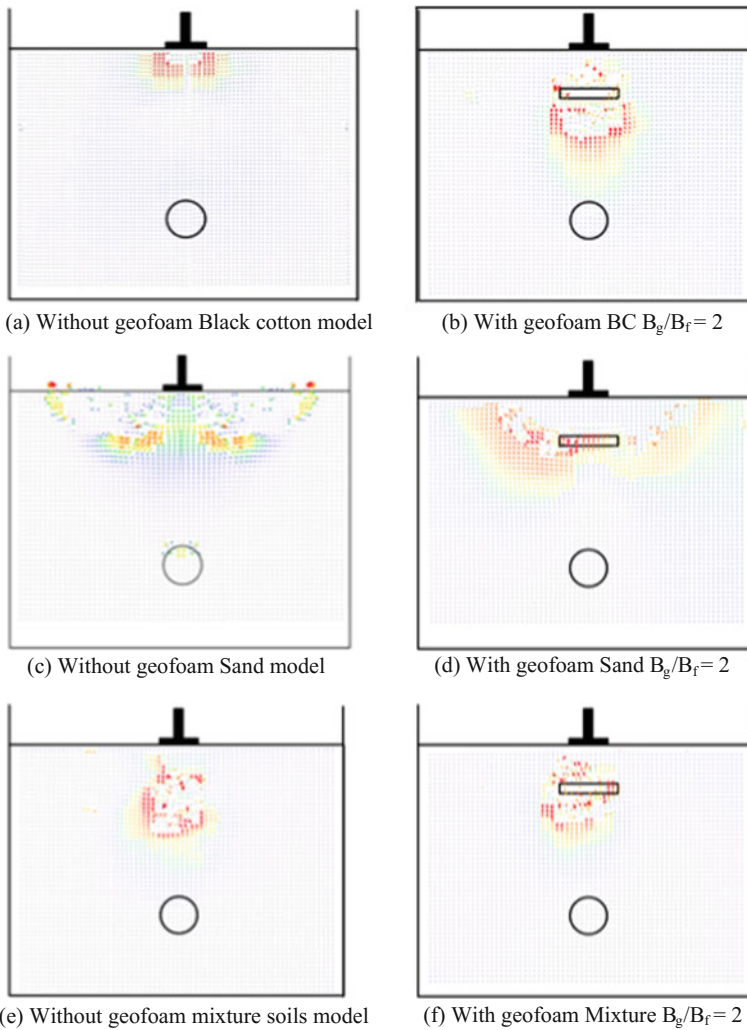 (a) Without geofoam Black cotton model
(b) With geofoam BC Bg/Bf = 2
(c) Without geofoam Sand model
(d) With geofoam Sand Bg/Bf = 2
(e) Without geofoam mixture soils model
(f) With geofoam Mixture Bg/Bf = 2